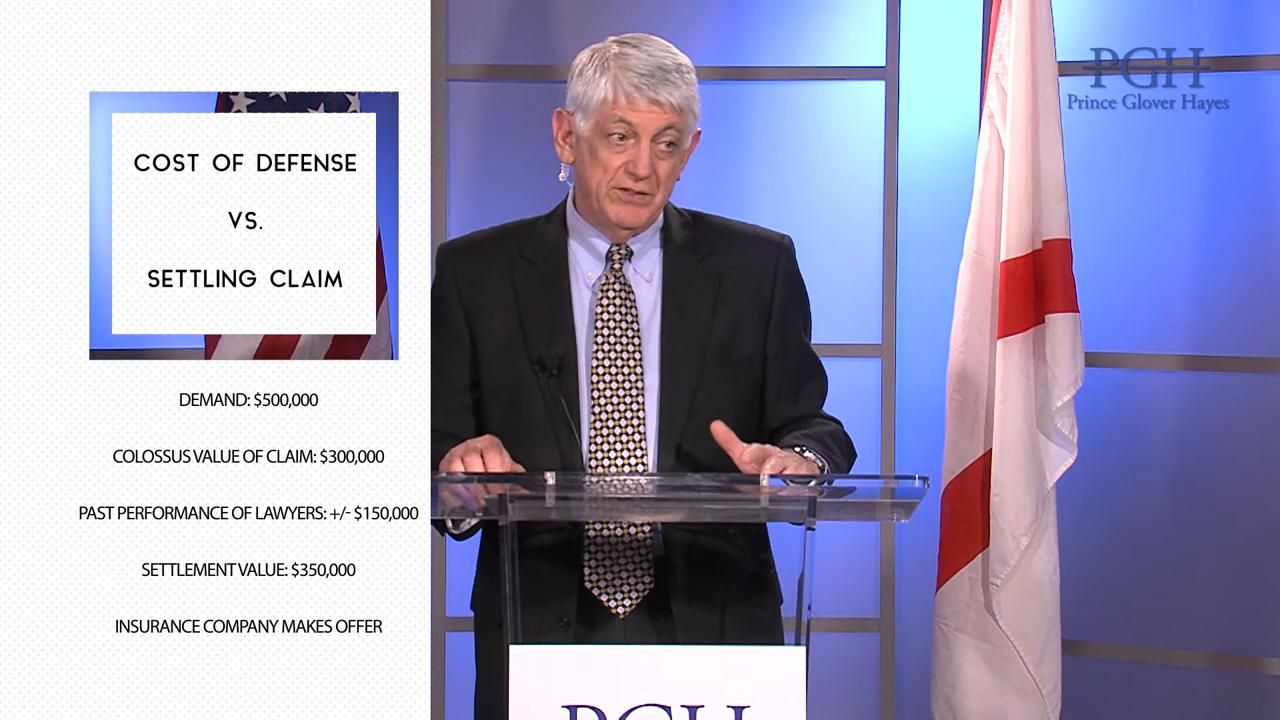 COST OF DEFENSE
VS.
SETTLING CLAIM
DEMAND: $500,000
COLOSSUS VALUE OF CLAIM: $300,000
PAST PERFORMANCE OF LAWYERS: +/- $150,000
SETTLEMENT VALUE: $350,000
INSURANCE COMPANY MAKES OFFER
PGH
Prince Glover Hayes
PGH